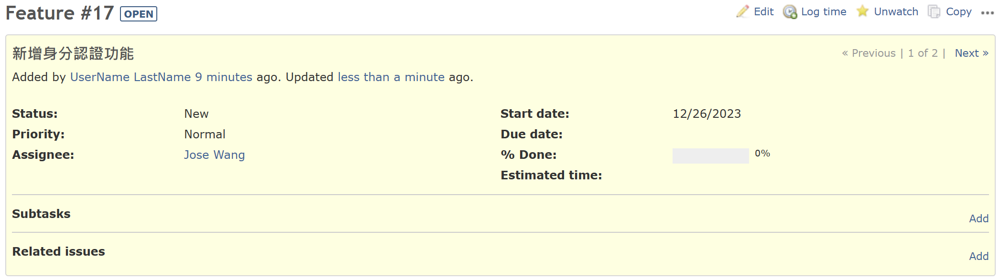 Feature #17 OPEN
Edit Log time Unwatch Copy •••
新增身分認證功能
« Previous | 1 of 2 | Next »
Added by UserName LastName 9 minutes ago. Updated less than a minute ago.
Status: New
Start date: 12/26/2023
Priority: Normal
Due date:
Assignee: Jose Wang
% Done: 0%
Estimated time:
Subtasks
Add
Related issues
Add